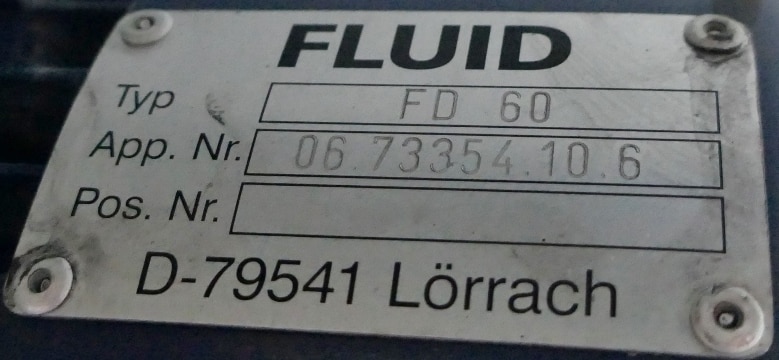 FLUID
Typ FD 60
App. Nr. 06.73354.10.6
Pos. Nr.
D-79541 Lörrach